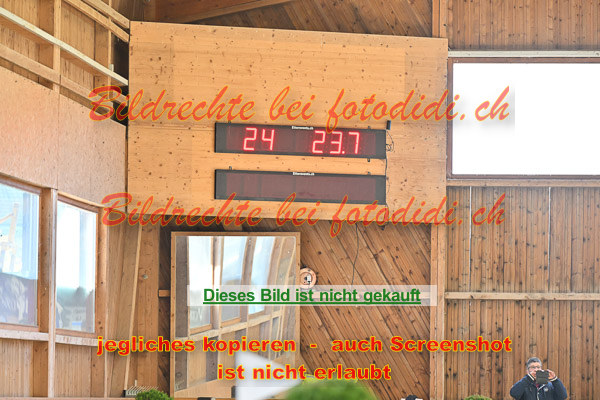 Bildrechte bei fotodidi.ch
24 23.7
Bildrechte bei fotodidi.ch
Dieses Bild ist nicht gekauft
jegliches kopieren - auch Screenshot
ist nicht erlaubt